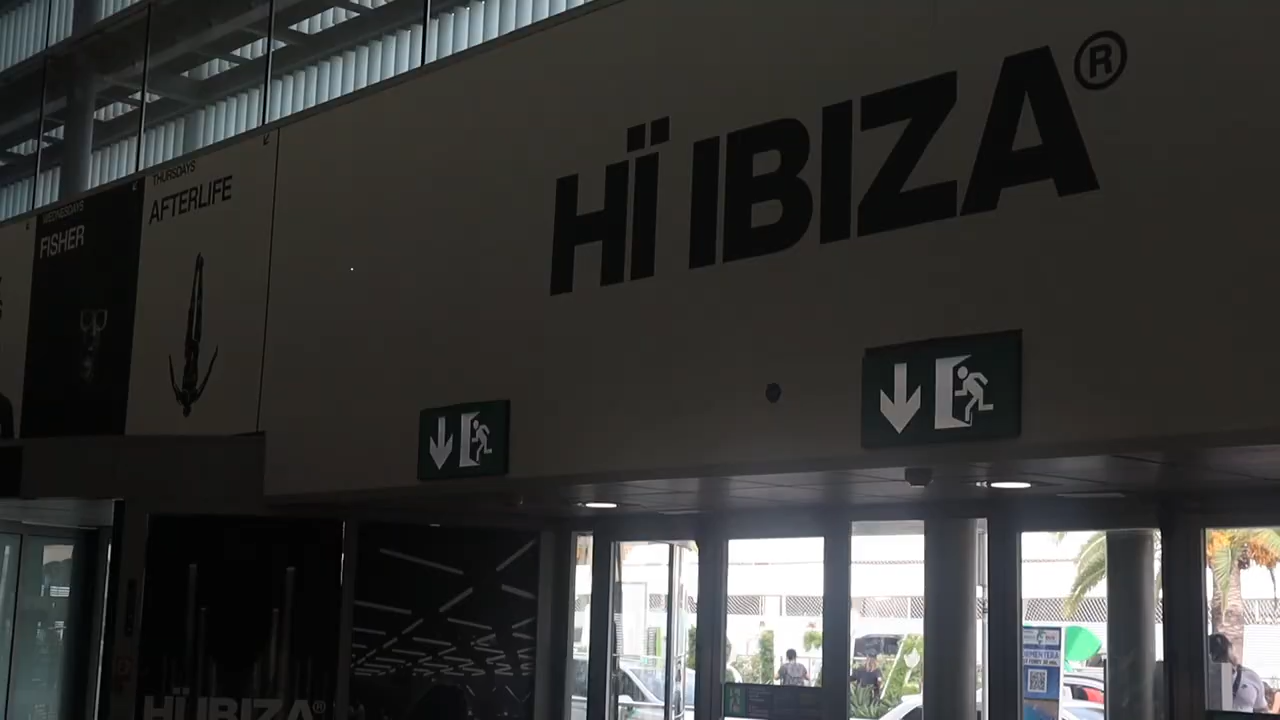 HÏ IBIZA®
THURSDAYS
AFTERLIFE
WEDNESDAYS
FISHER
HÏ IBIZA®